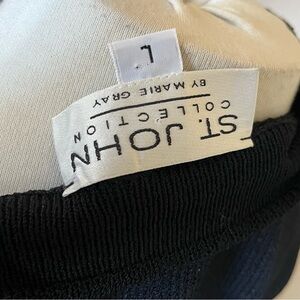 ST. JOHN
COLLECTION
BY MARIE GRAY
L